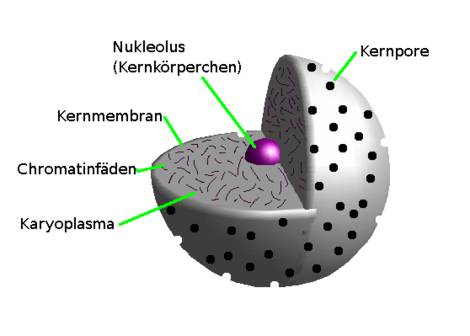 Nukleolus
(Kernkörperchen)
Kernpore
Kernmembran
Chromatinfäden
Karyoplasma